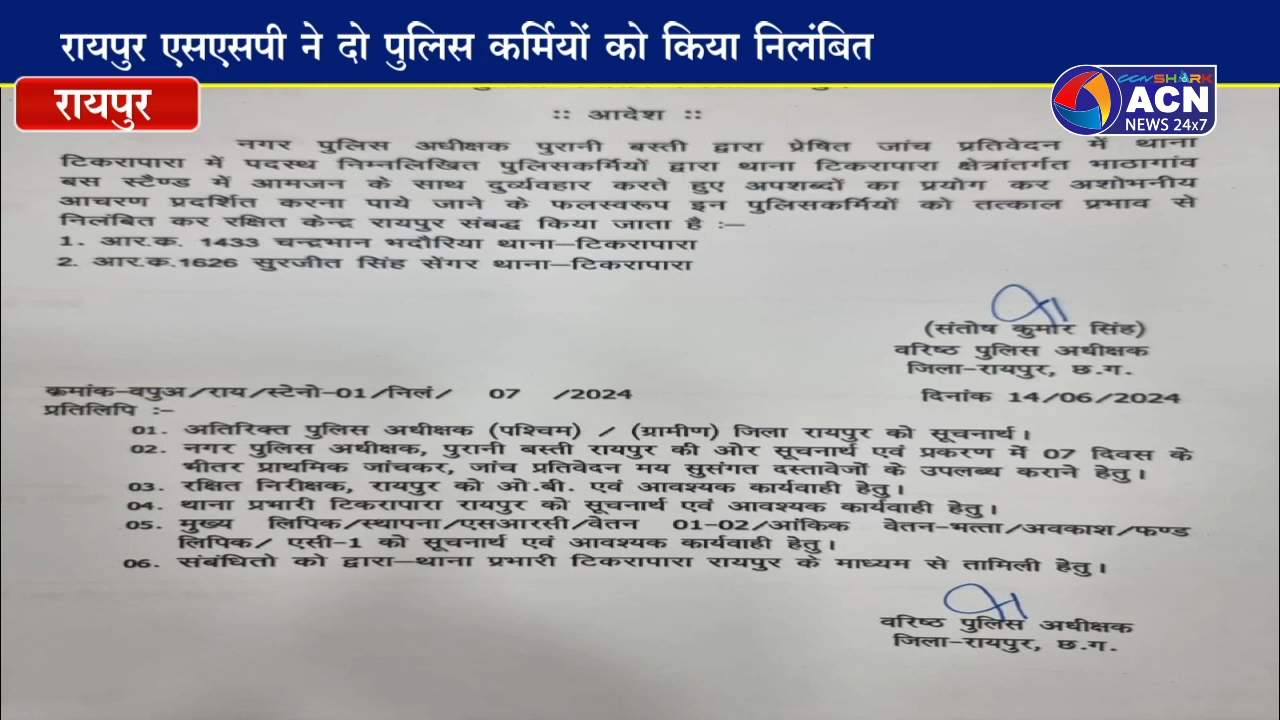 रायपुर एसएसपी ने दो पुलिस कर्मियों को किया निलंबित
रायपुर
CCN SHARK
ACN
NEWS 24x7
:: आदेश ::
नगर पुलिस अधीक्षक पुरानी बस्ती द्वारा प्रेषित जांच प्रतिवेदन में थाना
टिकरापारा में पदस्थ निम्नलिखित पुलिसकर्मियों द्वारा थाना टिकरापारा क्षेत्रांतर्गत भाठागांव
बस स्टैण्ड में आमजन के साथ दुर्व्यवहार करते हुए अपशब्दों का प्रयोग कर अशोभनीय
आचरण प्रदर्शित करना पाये जाने के फलस्वरूप इन पुलिसकर्मियों को तत्काल प्रभाव से
निलंबित कर रक्षित केन्द्र रायपुर संबद्ध किया जाता है :–
1. आर.क. 1433 चन्द्रभान भदौरिया थाना–टिकरापारा
2. आर.क.1626 सुरजीत सिंह सेंगर थाना–टिकरापारा
(संतोष कुमार सिंह)
वरिष्ठ पुलिस अधीक्षक
जिला–रायपुर, छ.ग.
क्रमांक–वपुअ/राय/स्टेनो–01/निलं/ 07 /2024
दिनांक 14/06/2024
प्रतिलिपि :–
01. अतिरिक्त पुलिस अधीक्षक (पश्चिम) / (ग्रामीण) जिला रायपुर को सूचनार्थ।
02. नगर पुलिस अधीक्षक, पुरानी बस्ती रायपुर की ओर सूचनार्थ एवं प्रकरण में 07 दिवस के
भीतर प्राथमिक जांचकर, जांच प्रतिवेदन मय सुसंगत दस्तावेजों के उपलब्ध कराने हेतु।
03. रक्षित निरीक्षक, रायपुर को ओ.बी. एवं आवश्यक कार्यवाही हेतु।
04. थाना प्रभारी टिकरापारा रायपुर को सूचनार्थ एवं आवश्यक कार्यवाही हेतु।
05. मुख्य लिपिक/स्थापना/एसआरसी/वेतन 01–02/आंकिक वेतन–भत्ता/अवकाश/फण्ड
लिपिक/ एसी–1 को सूचनार्थ एवं आवश्यक कार्यवाही हेतु।
06. संबंधितो को द्वारा–थाना प्रभारी टिकरापारा रायपुर के माध्यम से तामिली हेतु।
वरिष्ठ पुलिस अधीक्षक
जिला–रायपुर, छ.ग.